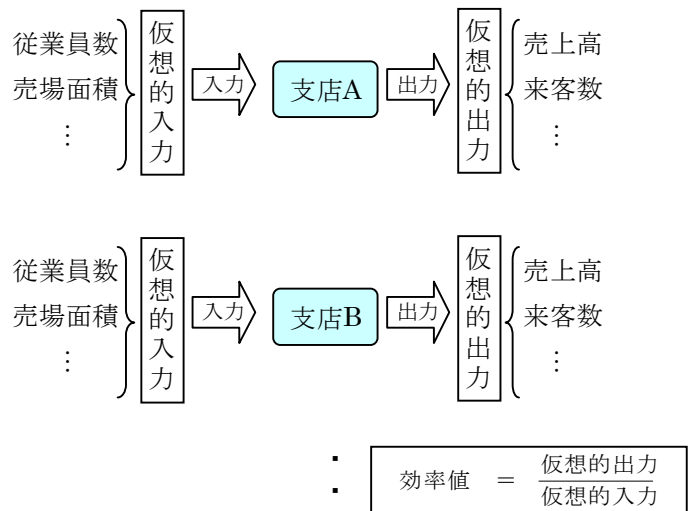 従業員数
売場面積
⋮
仮想的入力
入力
支店A
出力
仮想的出力
売上高
来客数
⋮
従業員数
売場面積
⋮
仮想的入力
入力
支店B
出力
仮想的出力
売上高
来客数
⋮
効率値 = 仮想的出力
仮想的入力